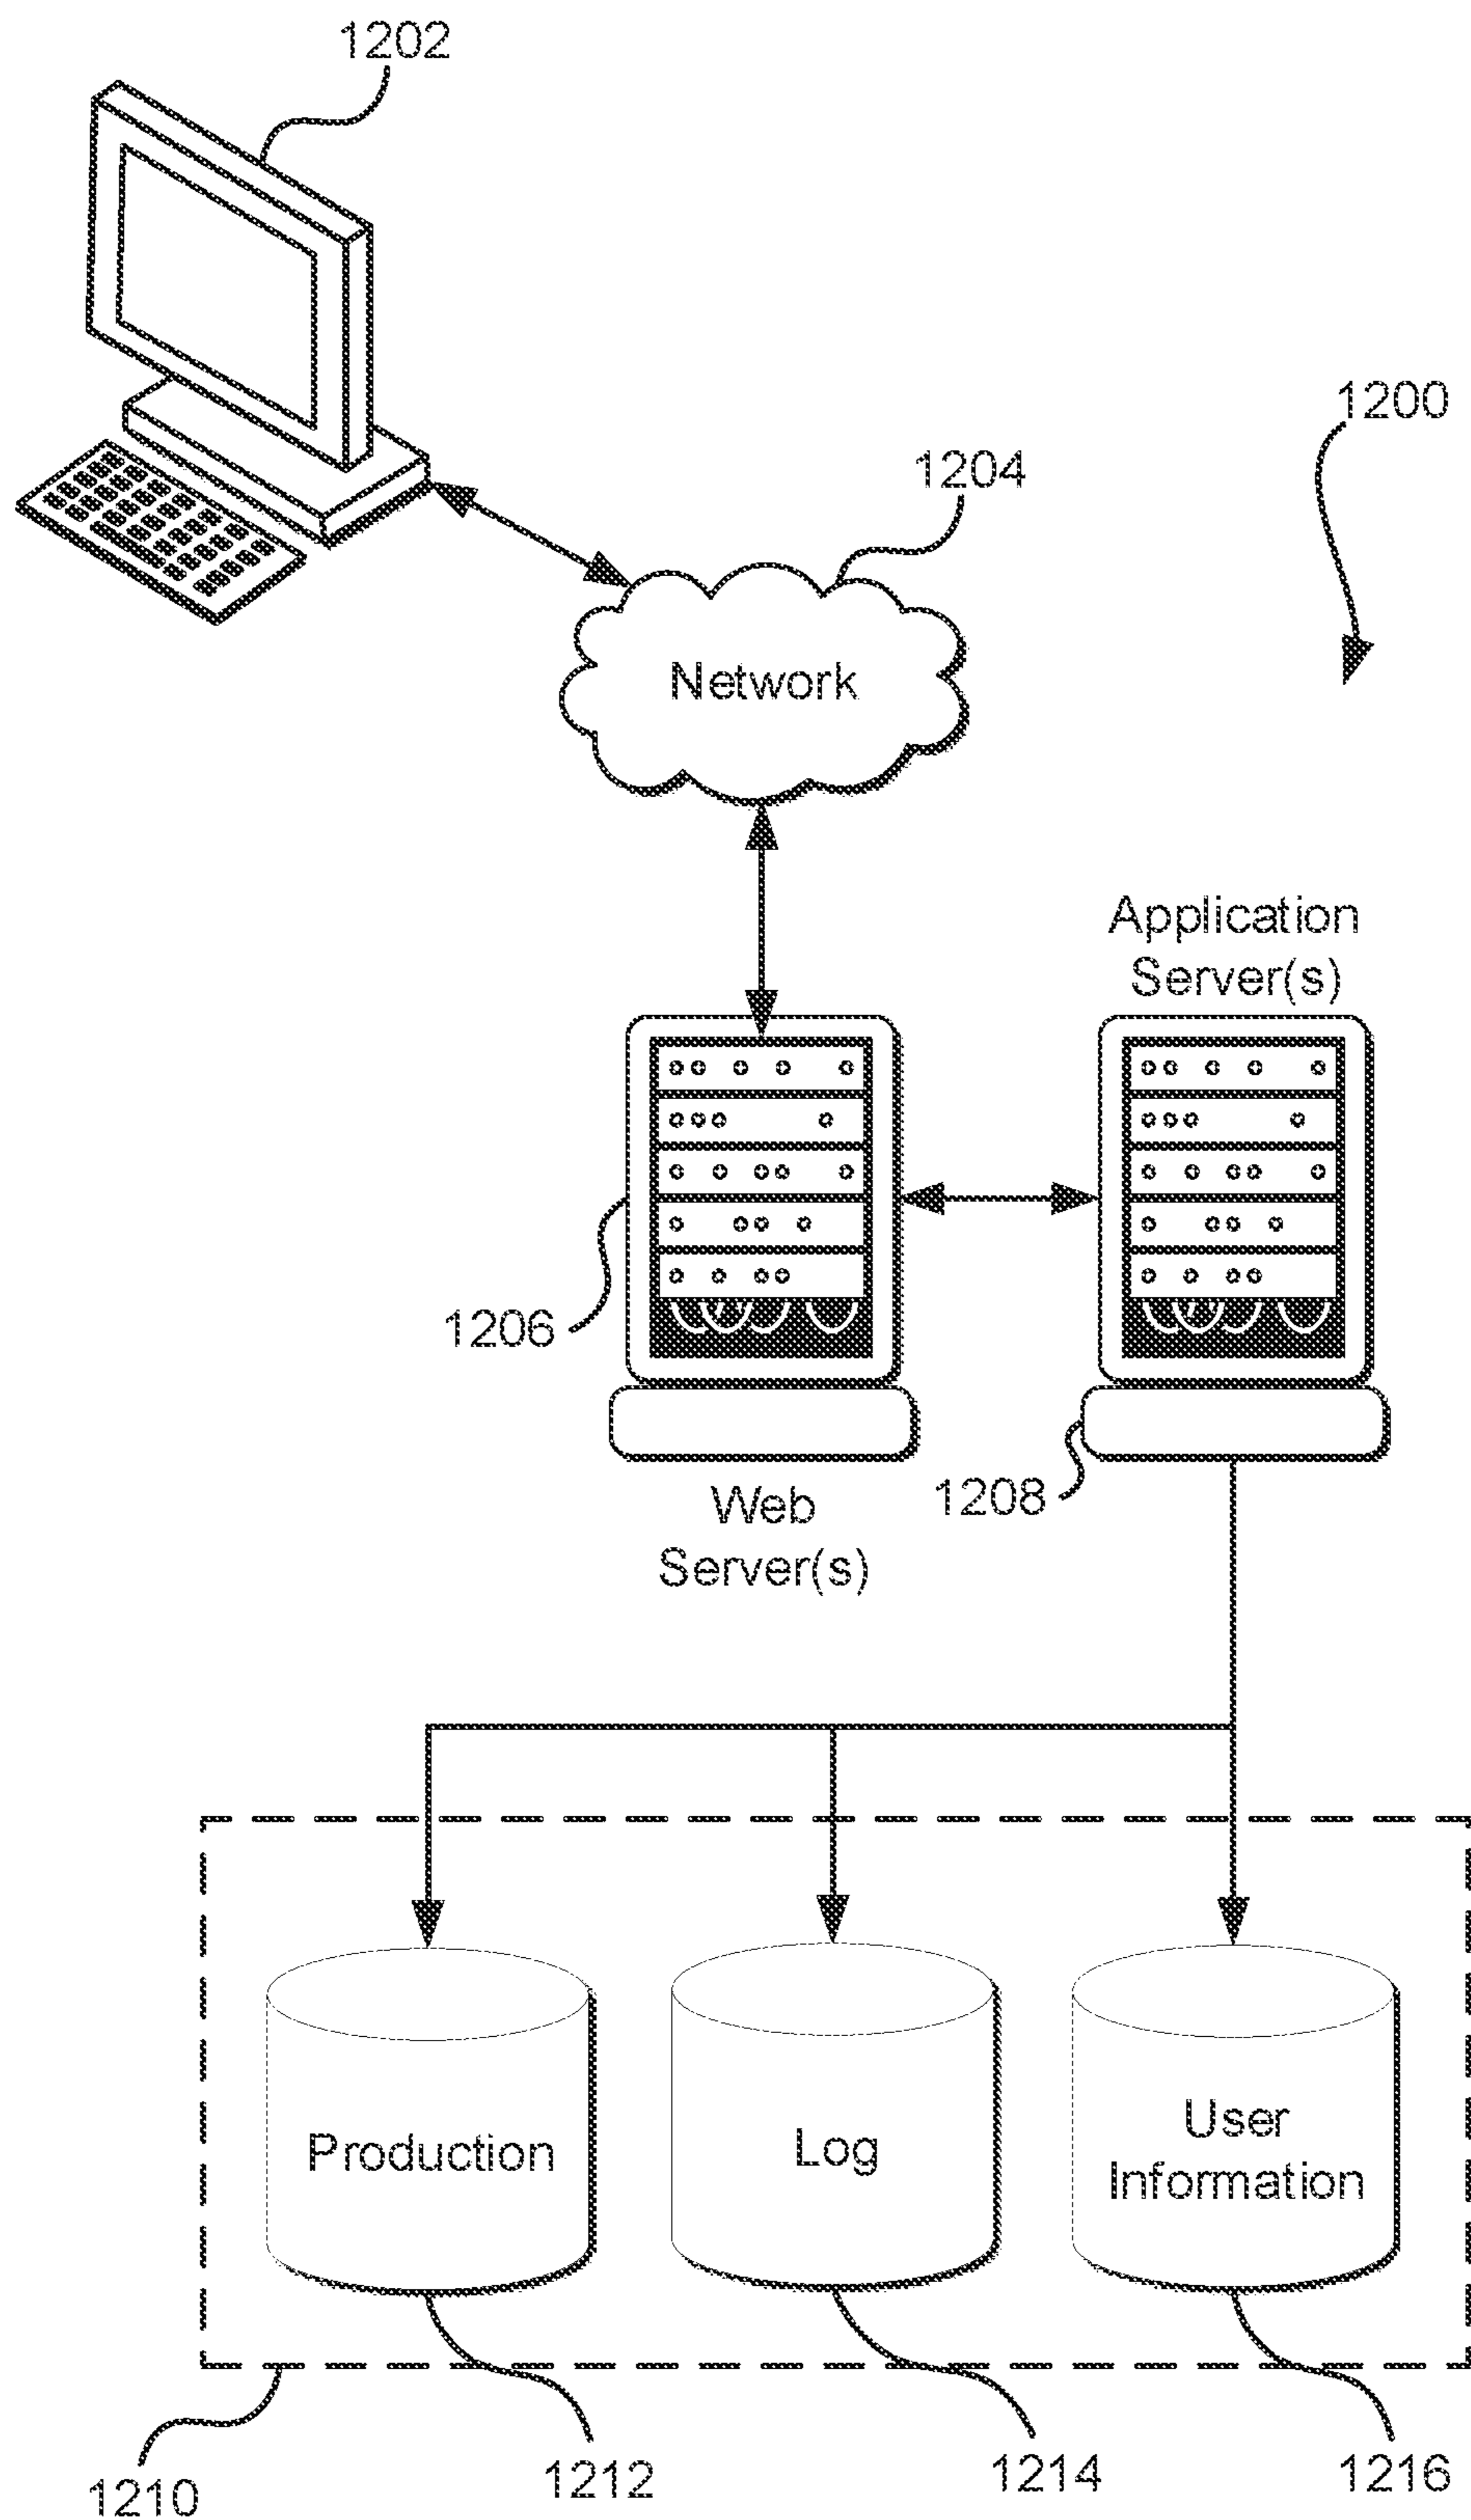 1202
1200
1204
Network
Application
Server(s)
1206
1208
Web
Server(s)
Production
Log
User
Information
1210
1212
1214
1216